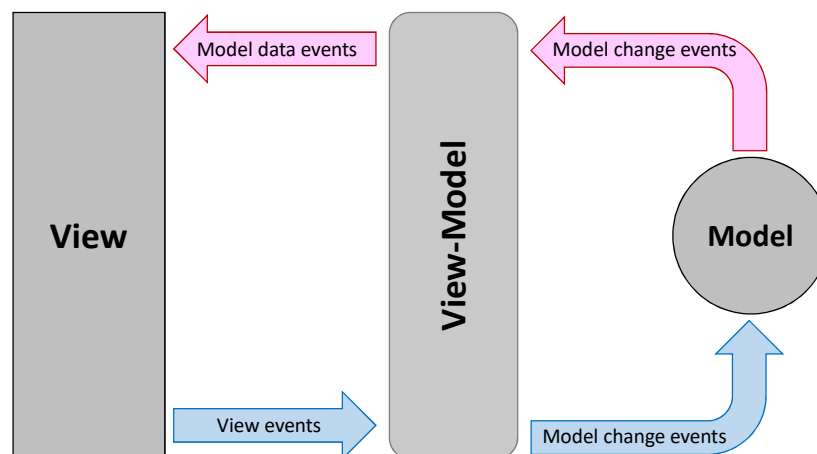 Model data events
Model change events
View
View-Model
Model
View events
Model change events